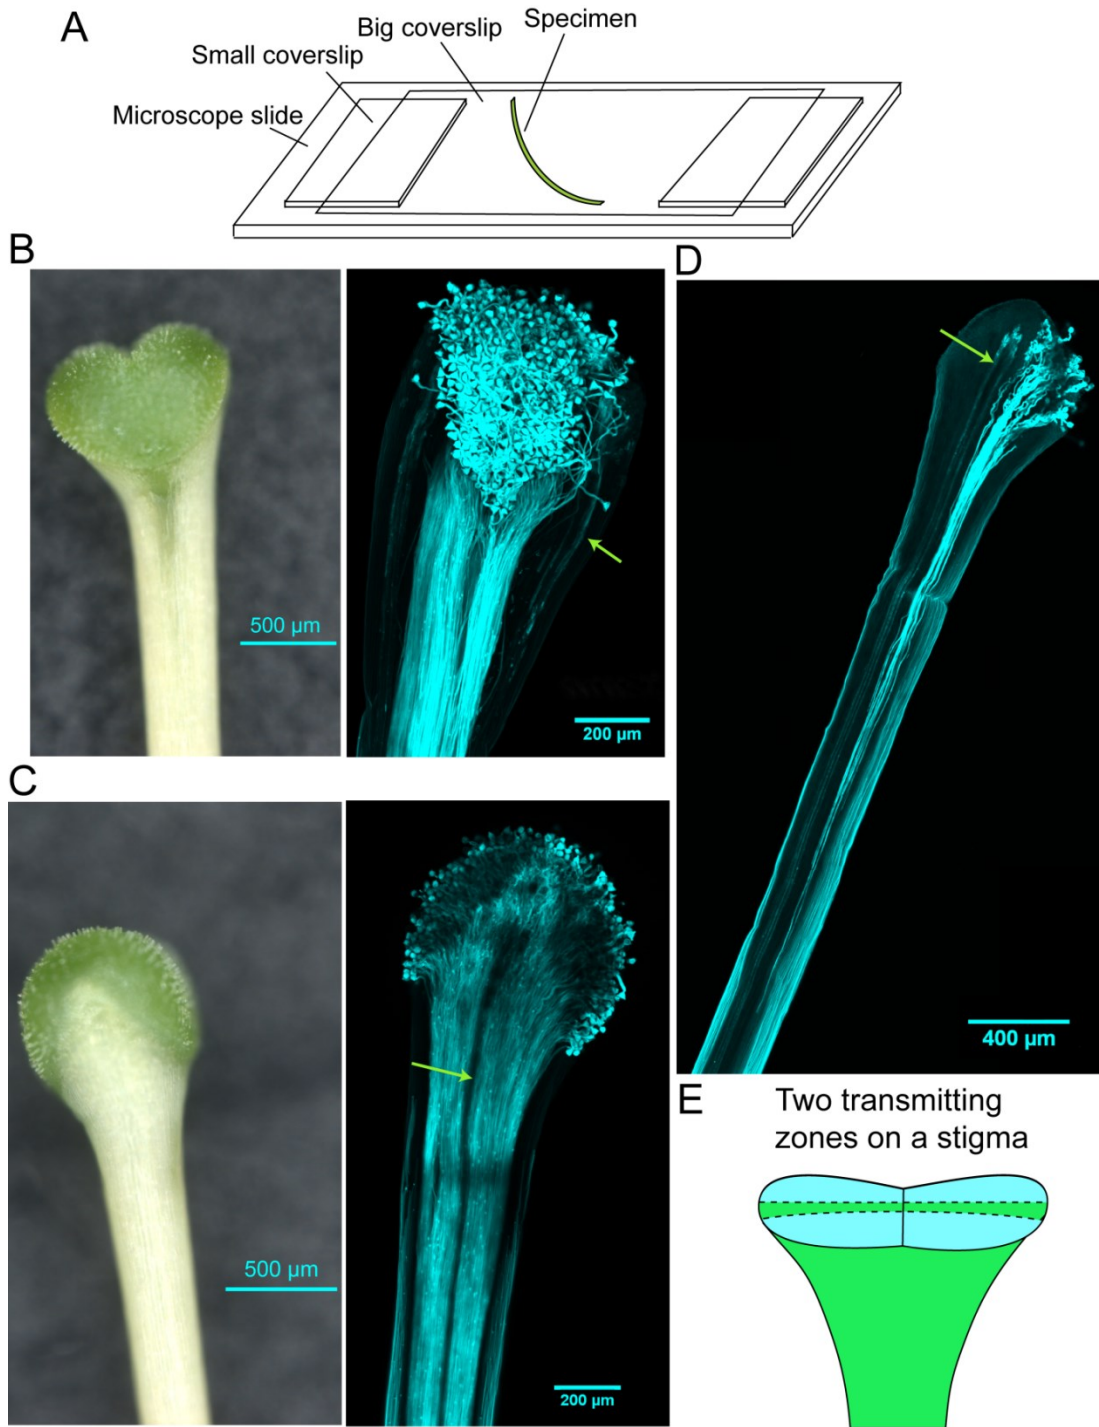 A
Specimen
Big coverslip
Small coverslip
Microscope slide
B
500 µm
200 µm
C
500 µm
200 µm
D
400 µm
E
Two transmitting
zones on a stigma